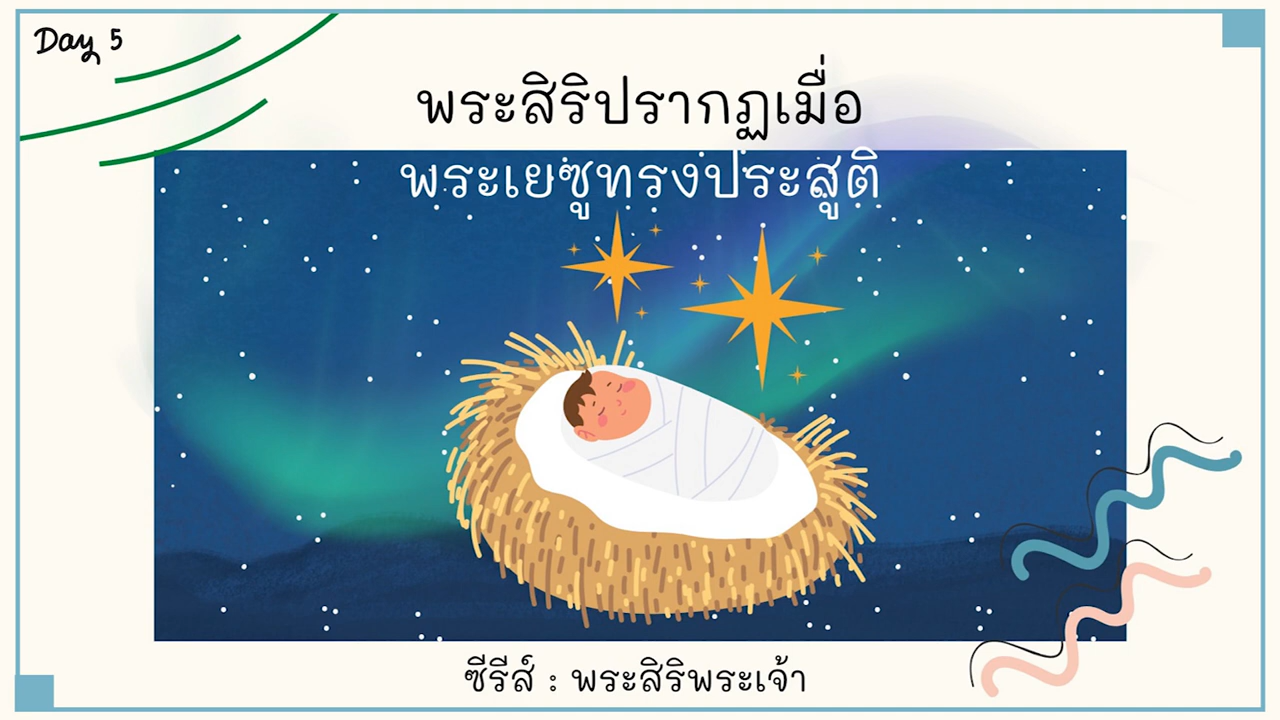 Day 5
พระสิริปรากฏเมื่อ
พระเยซูทรงประสูติ
ซีรีส์ : พระสิริพระเจ้า